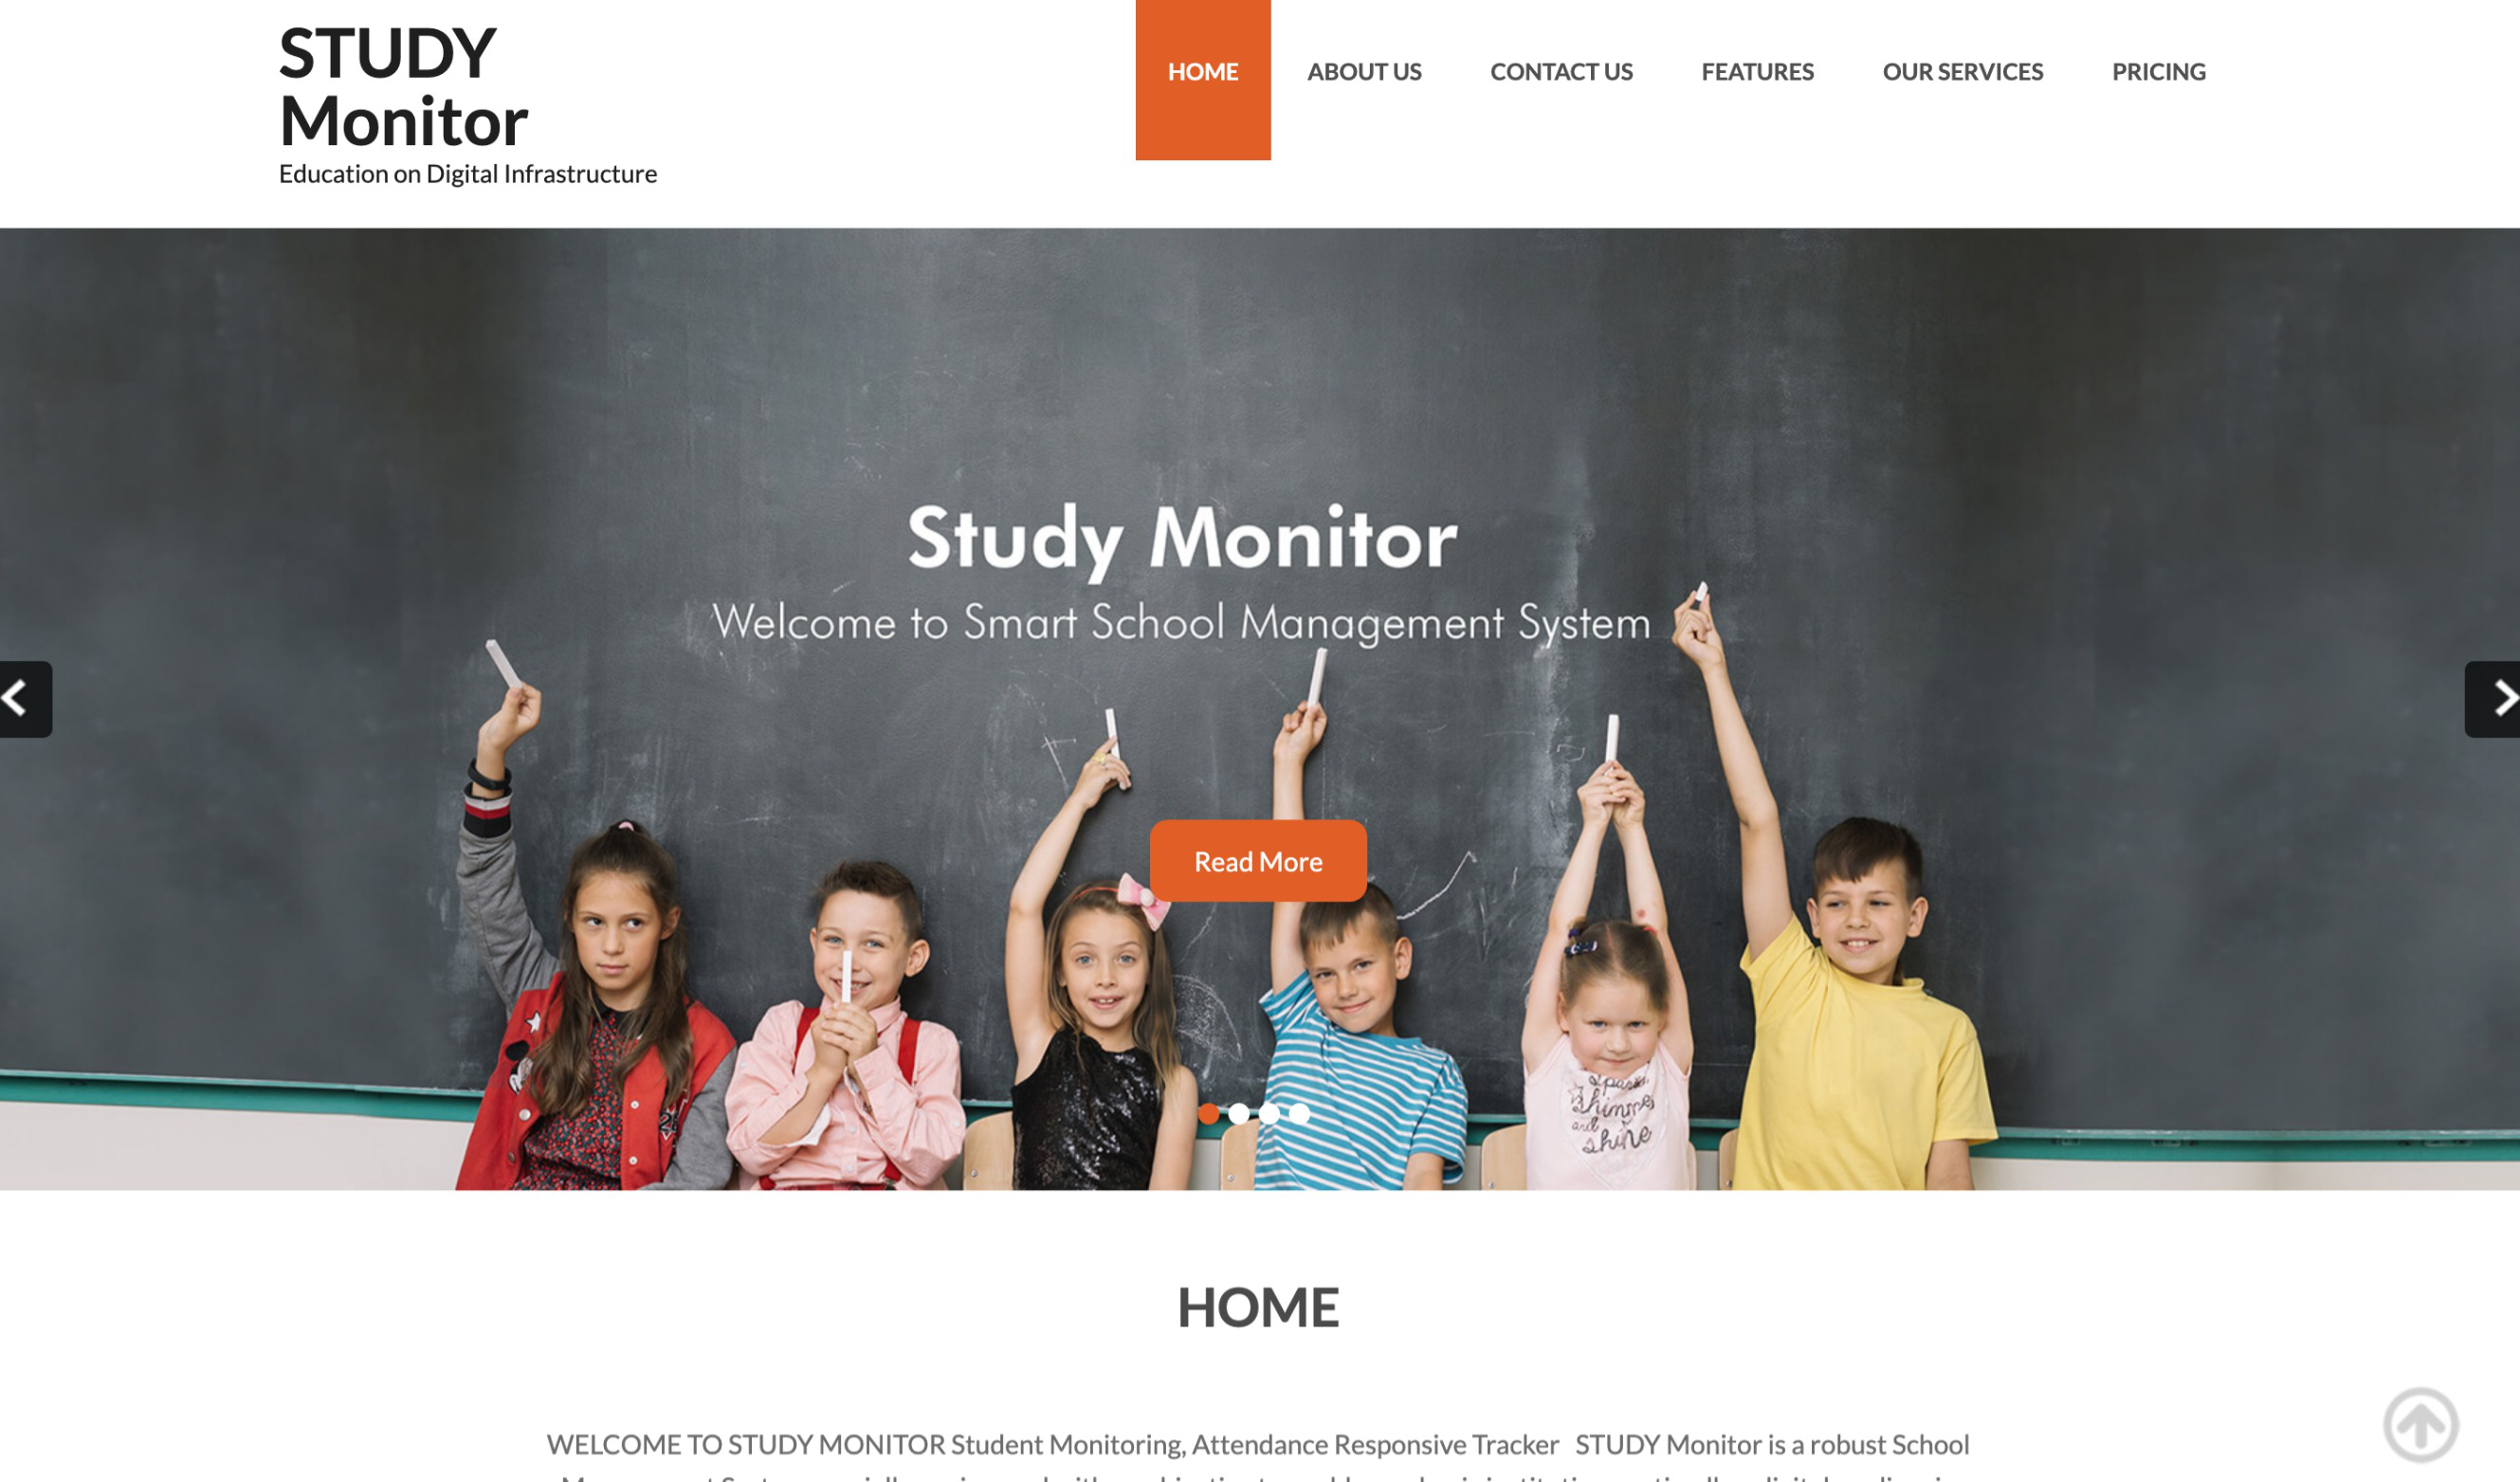 STUDY
Monitor
Education on Digital Infrastructure
HOME
ABOUT US
CONTACT US
FEATURES
OUR SERVICES
PRICING
Study Monitor
Welcome to Smart School Management System
Read More
shimmer
and
shine
HOME
WELCOME TO STUDY MONITOR Student Monitoring, Attendance Responsive Tracker STUDY Monitor is a robust School